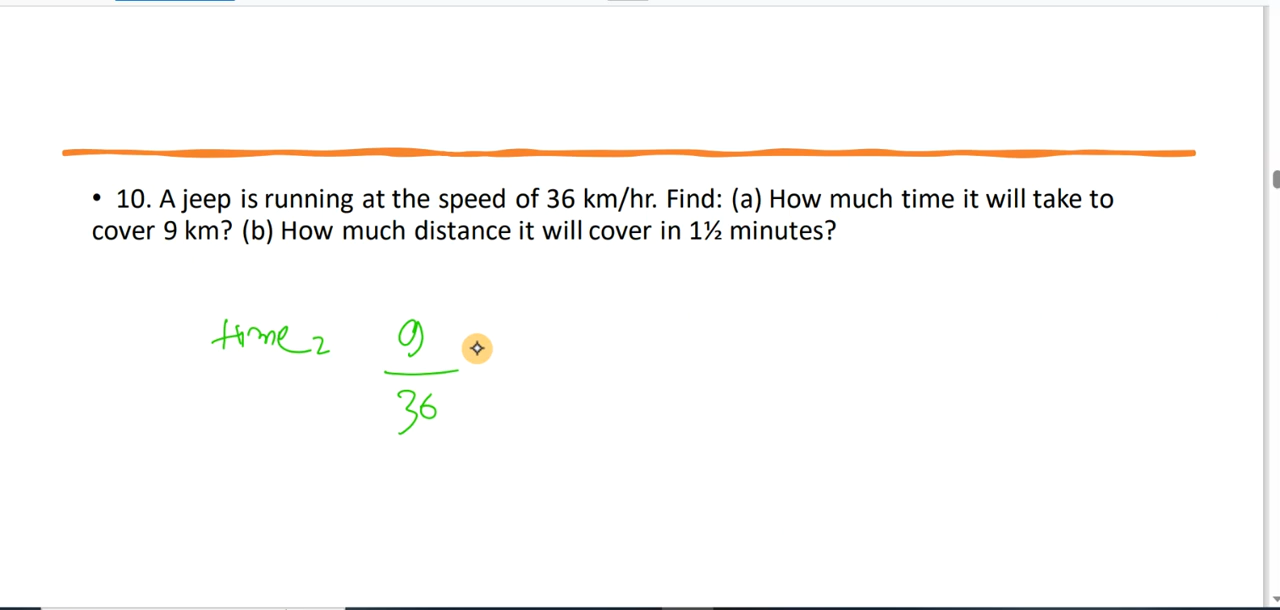 • 10. A jeep is running at the speed of 36 km/hr. Find: (a) How much time it will take to
cover 9 km? (b) How much distance it will cover in 1½ minutes?
time = 9
36